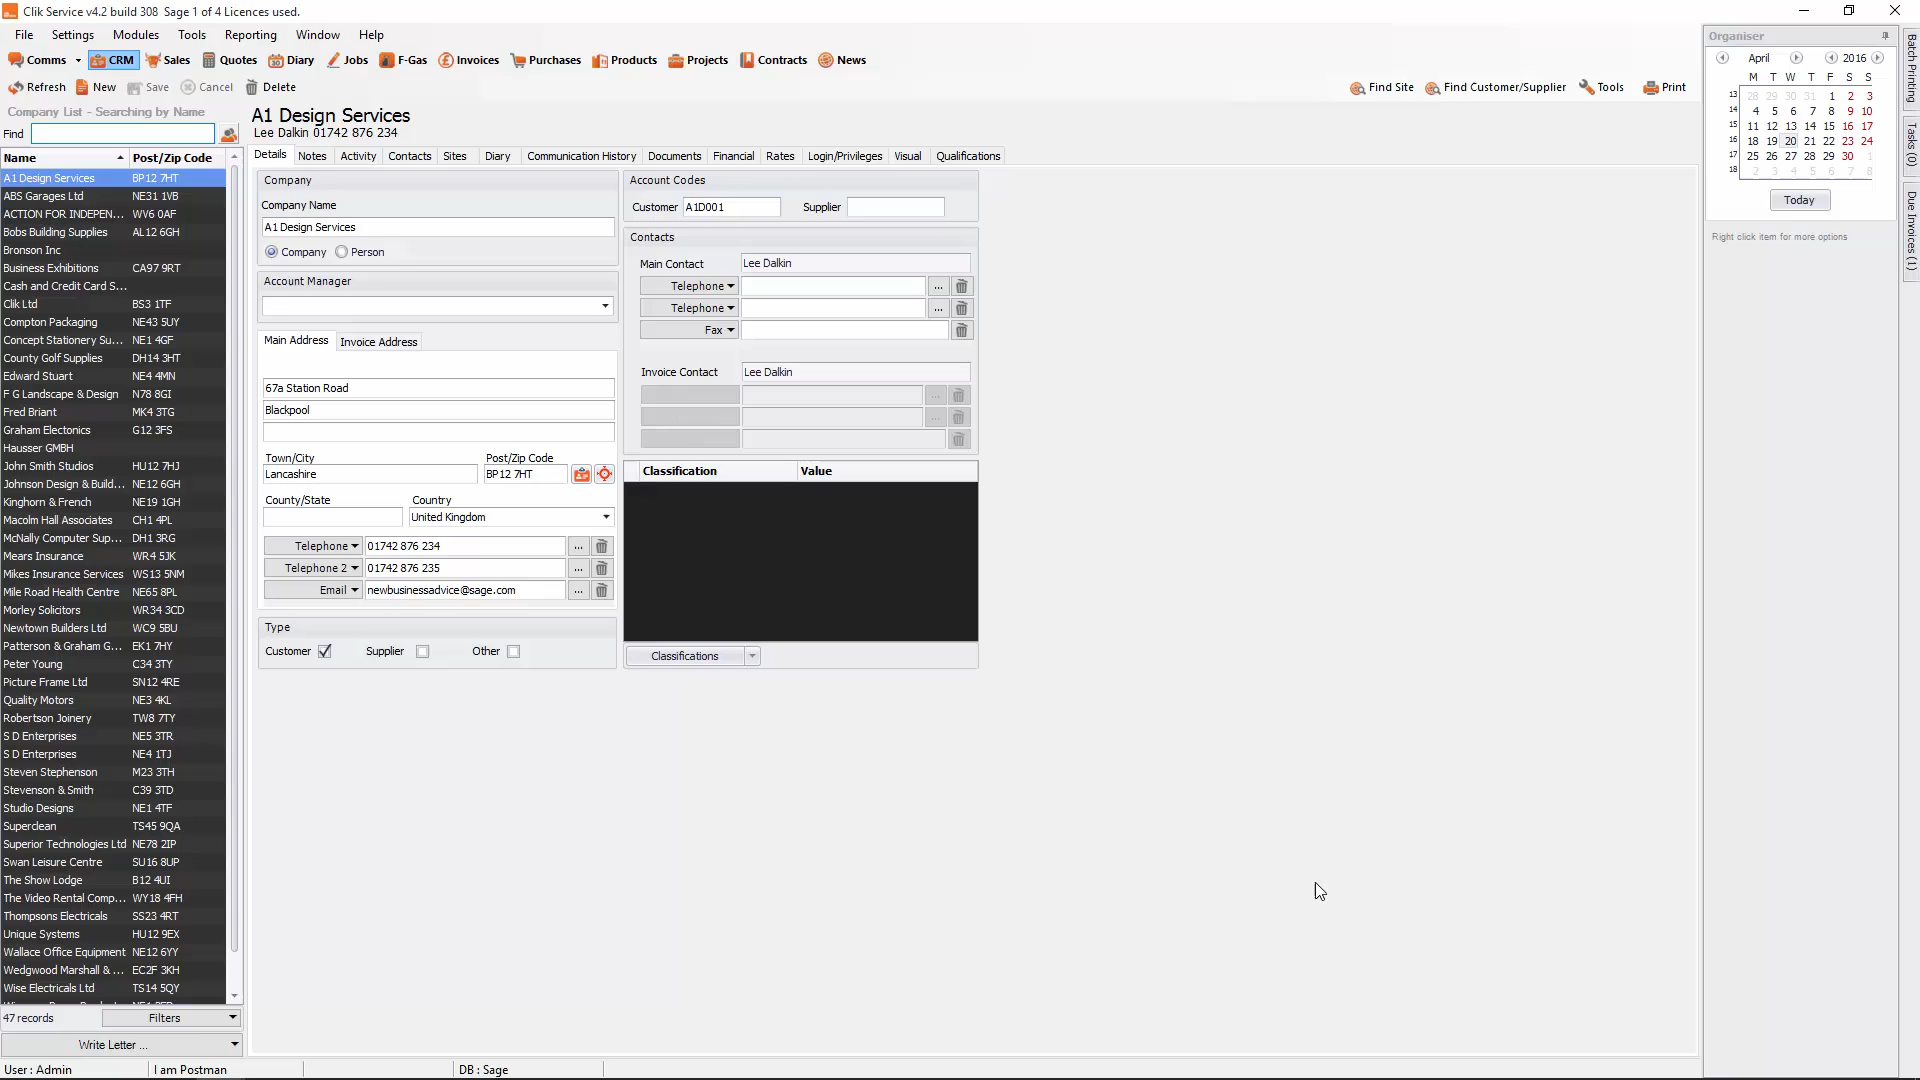 Clik Service v4.2 build 308  Sage 1 of 4 Licences used.
File Settings Modules Tools Reporting Window Help
Comms CRM Sales Quotes Diary Jobs F-Gas Invoices Purchases Products Projects Contracts News
Refresh New Save Cancel Delete Find Site Find Customer/Supplier Tools Print
Company List - Searching by Name
Find
Name Post/Zip Code
A1 Design Services BP12 7HT
ABS Garages Ltd NE31 1VB
ACTION FOR INDEPEN... WV6 0AF
Bobs Building Supplies AL12 6GH
Bronson Inc
Business Exhibitions CA97 9RT
Cash and Credit Card S...
Clik Ltd BS3 1TF
Compton Packaging NE43 5UY
Concept Stationery Su... NE1 4GF
County Golf Supplies DH14 3HT
Edward Stuart NE4 4MN
F G Landscape & Design N78 8GI
Fred Briant MK4 3TG
Graham Electonics G12 3FS
Hausser GMBH
John Smith Studios HU12 7HJ
Johnson Design & Build... NE12 6GH
Kinghorn & French NE19 1GH
Macolm Hall Associates CH1 4PL
McNally Computer Sup... DH1 3RG
Mears Insurance WR4 5JK
Mikes Insurance Services WS13 5NM
Mile Road Health Centre NE65 8PL
Morley Solicitors WR34 3CD
Newtown Builders Ltd WC9 5BU
Patterson & Graham G... EK1 7HY
Peter Young C34 3TY
Picture Frame Ltd SN12 4RE
Quality Motors NE3 4KL
Robertson Joinery TW8 7TY
S D Enterprises NE5 3TR
S D Enterprises NE4 1TJ
Steven Stephenson M23 3TH
Stevenson & Smith C39 3TD
Studio Designs NE1 4TF
Superclean TS45 9QA
Superior Technologies Ltd NE78 2IP
Swan Leisure Centre SU16 8UP
The Show Lodge B12 4UI
The Video Rental Comp... WY18 4FH
Thompsons Electricals SS23 4RT
Unique Systems HU12 9EX
Wallace Office Equipment NE12 6YY
Wedgwood Marshall & ... EC2F 3KH
Wise Electricals Ltd TS14 5QY
47 records Filters
Write Letter ...
A1 Design Services
Lee Dalkin 01742 876 234
Details Notes Activity Contacts Sites Diary Communication History Documents Financial Rates Login/Privileges Visual Qualifications
Company
Company Name
A1 Design Services
Company Person
Account Manager
Main Address Invoice Address
67a Station Road
Blackpool
Town/City Post/Zip Code
Lancashire BP12 7HT
County/State Country
United Kingdom
Telephone 01742 876 234 ...
Telephone 2 01742 876 235 ...
Email newbusinessadvice@sage.com ...
Type
Customer Supplier Other
Account Codes
Customer A1D001 Supplier
Contacts
Main Contact Lee Dalkin
Telephone ...
Telephone ...
Fax
Invoice Contact Lee Dalkin
...
...
Classification Value
Classifications
Organiser
April 2016
M T W T F S S
13 28 29 30 31 1 2 3
14 4 5 6 7 8 9 10
15 11 12 13 14 15 16 17
16 18 19 20 21 22 23 24
17 25 26 27 28 29 30 1
18 2 3 4 5 6 7 8
Today
Right click item for more options
Batch Printing
Tasks (0)
Due Invoices (1)
User : Admin I am Postman DB : Sage